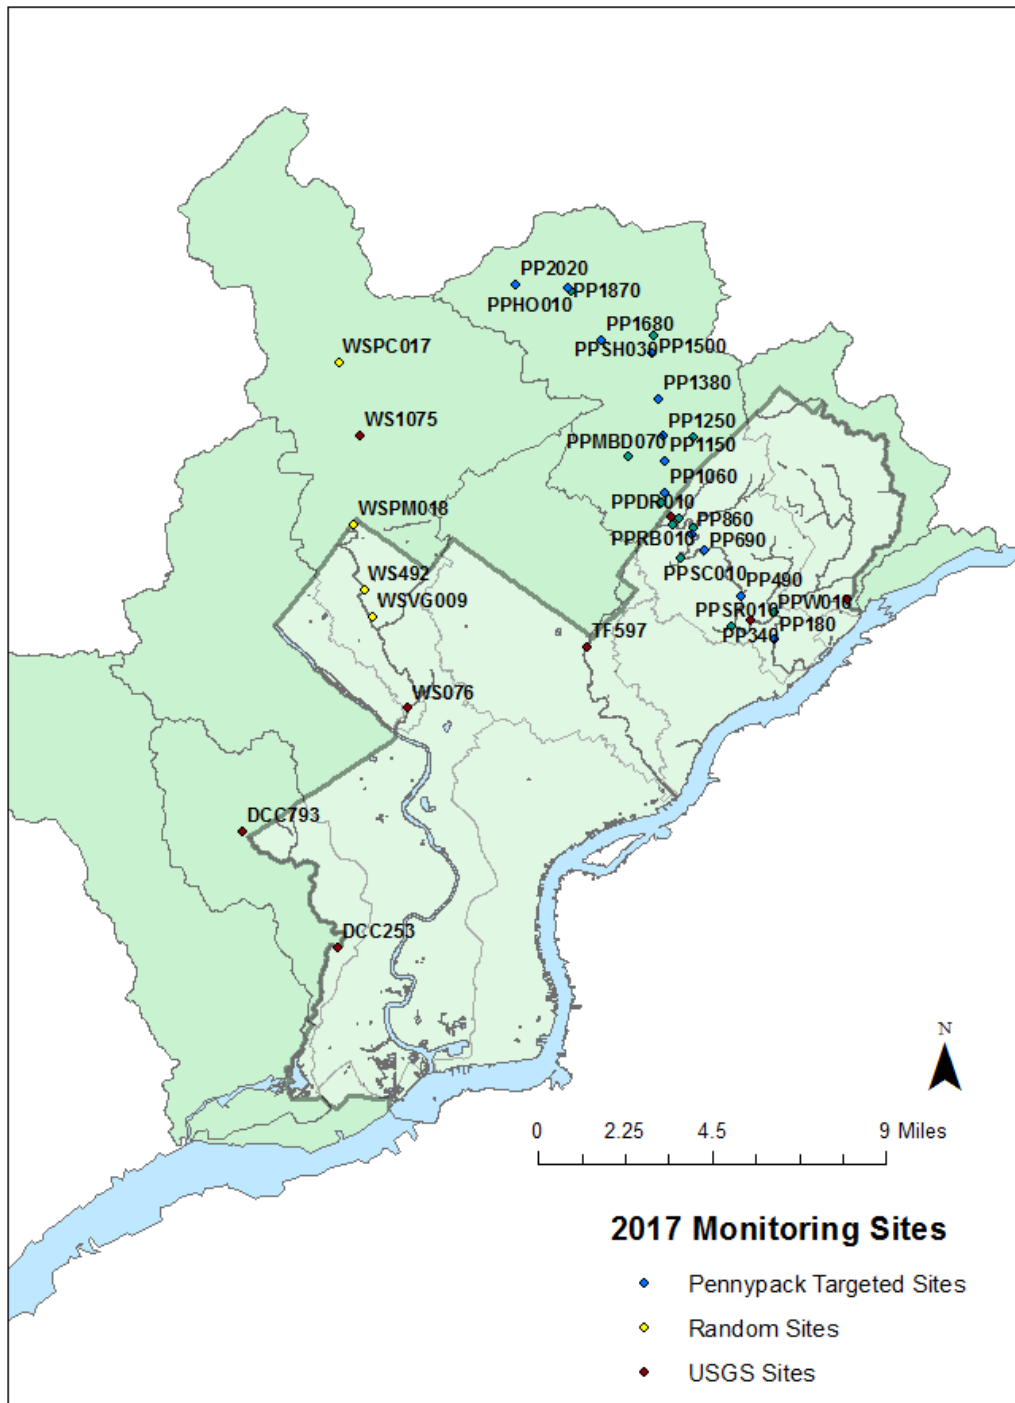 PP2020
PPHO010
PP1870
PP1680
PPSH030
PP1500
WSPC017
PP1380
WS1075
PP1250
PPMBD070
PP1150
PP1060
PPDR010
WSPM018
PP860
PPRB010
PP690
PPSC010
WS492
PP490
WSVG009
PPSR010
PPW010
TF597
PP340
PP180
WS076
DCC793
DCC253
N
0 2.25 4.5 9 Miles
2017 Monitoring Sites
Pennypack Targeted Sites
Random Sites
USGS Sites